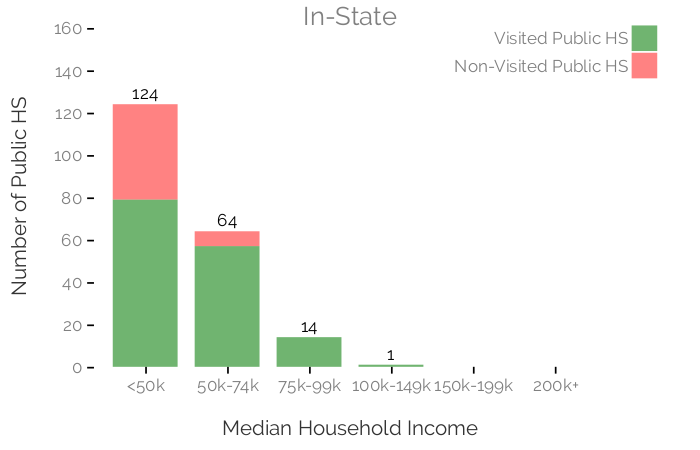 In-State
Visited Public HS
Non-Visited Public HS
Number of Public HS
160
140
120
100
80
60
40
20
0
124
64
14
1
<50k
50k-74k
75k-99k
100k-149k
150k-199k
200k+
Median Household Income